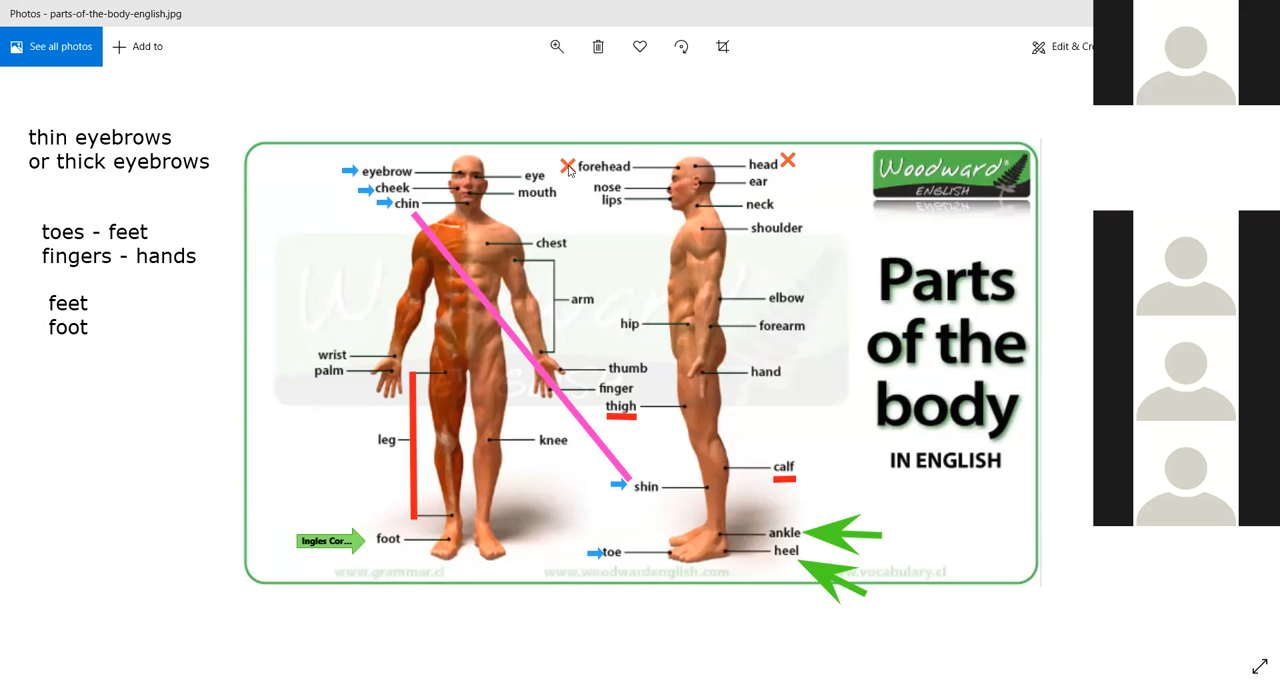 Photos - parts-of-the-body-english.jpg
See all photos
Add to
Edit & Cr
thin eyebrows
or thick eyebrows
toes - feet
fingers - hands
feet
foot
eyebrow
cheek
chin
eye
mouth
chest
arm
wrist
palm
thumb
finger
thigh
leg
knee
shin
foot
Ingles Cor...
toe
forehead
nose
lips
hip
head
ear
neck
shoulder
elbow
forearm
hand
calf
ankle
heel
Woodward®
ENGLISH
Parts
of the
body
IN ENGLISH
www.grammar.cl
www.woodwardenglish.com
www.vocabulary.cl